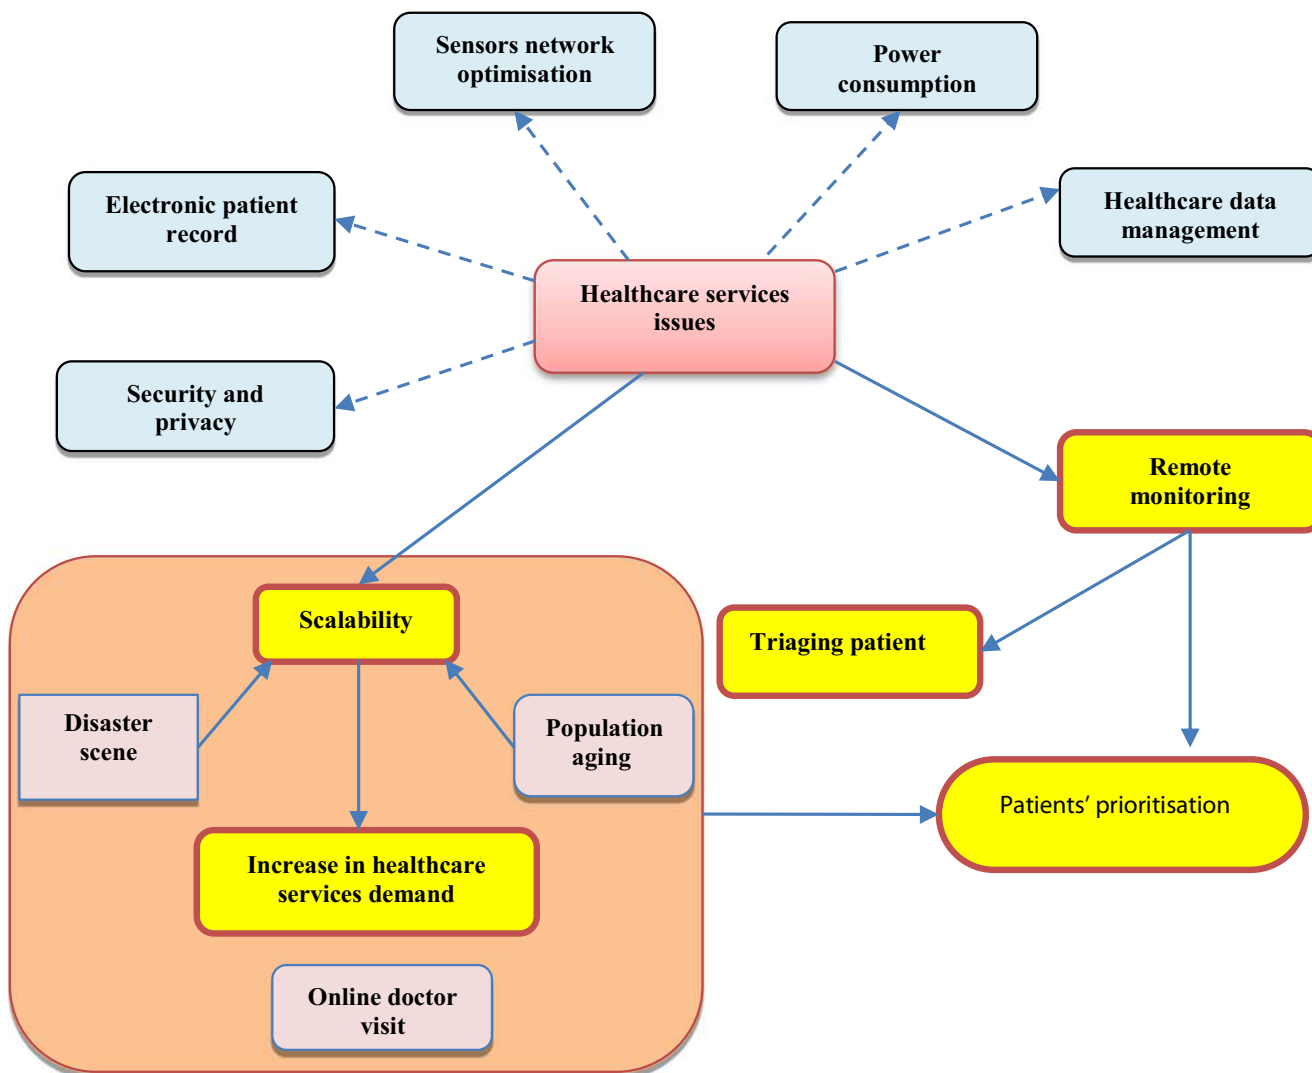 Sensors network
optimisation
Power
consumption
Electronic patient
record
Healthcare data
management
Healthcare services
issues
Security and
privacy
Remote
monitoring
Scalability
Triaging patient
Disaster
scene
Population
aging
Patients’ prioritisation
Increase in healthcare
services demand
Online doctor
visit